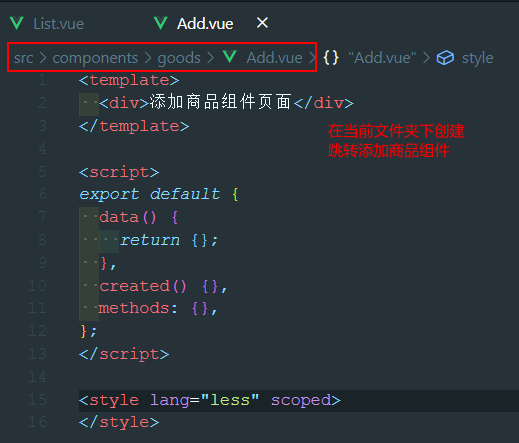 List.vue Add.vue
src > components > goods > Add.vue > {} "Add.vue" > style
1 <template>
2 <div>添加商品组件页面</div>
3 </template>
4
5 <script>
6 export default {
7 data() {
8 return {};
9 },
10 created() {},
11 methods: {},
12 };
13 </script>
14
15 <style lang="less" scoped>
16 </style>
在当前文件夹下创建
跳转添加商品组件